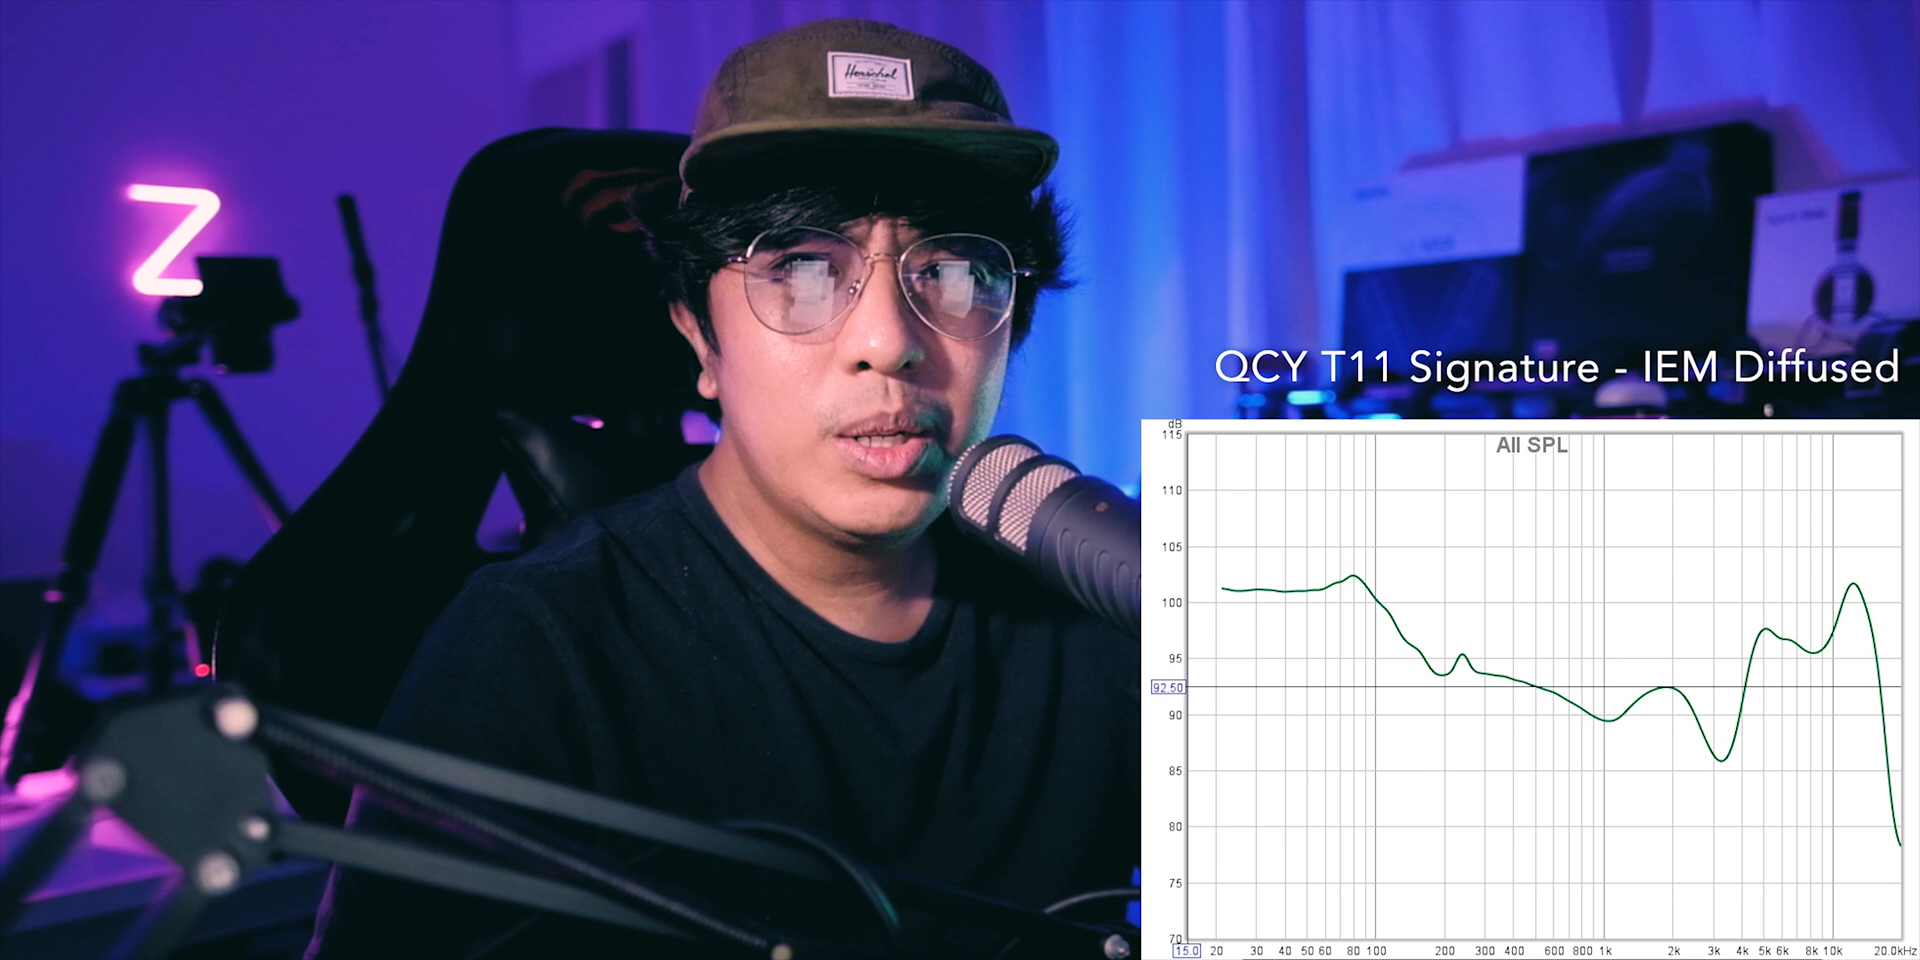 Herschel
Z
QCY T11 Signature - IEM Diffused
dB
All SPL
115
110
105
100
95
92.50
90
85
80
75
70
15.0 20 30 40 50 60 80 100 200 300 400 600 800 1k 2k 3k 4k 5k 6k 8k 10k 20.0kHz